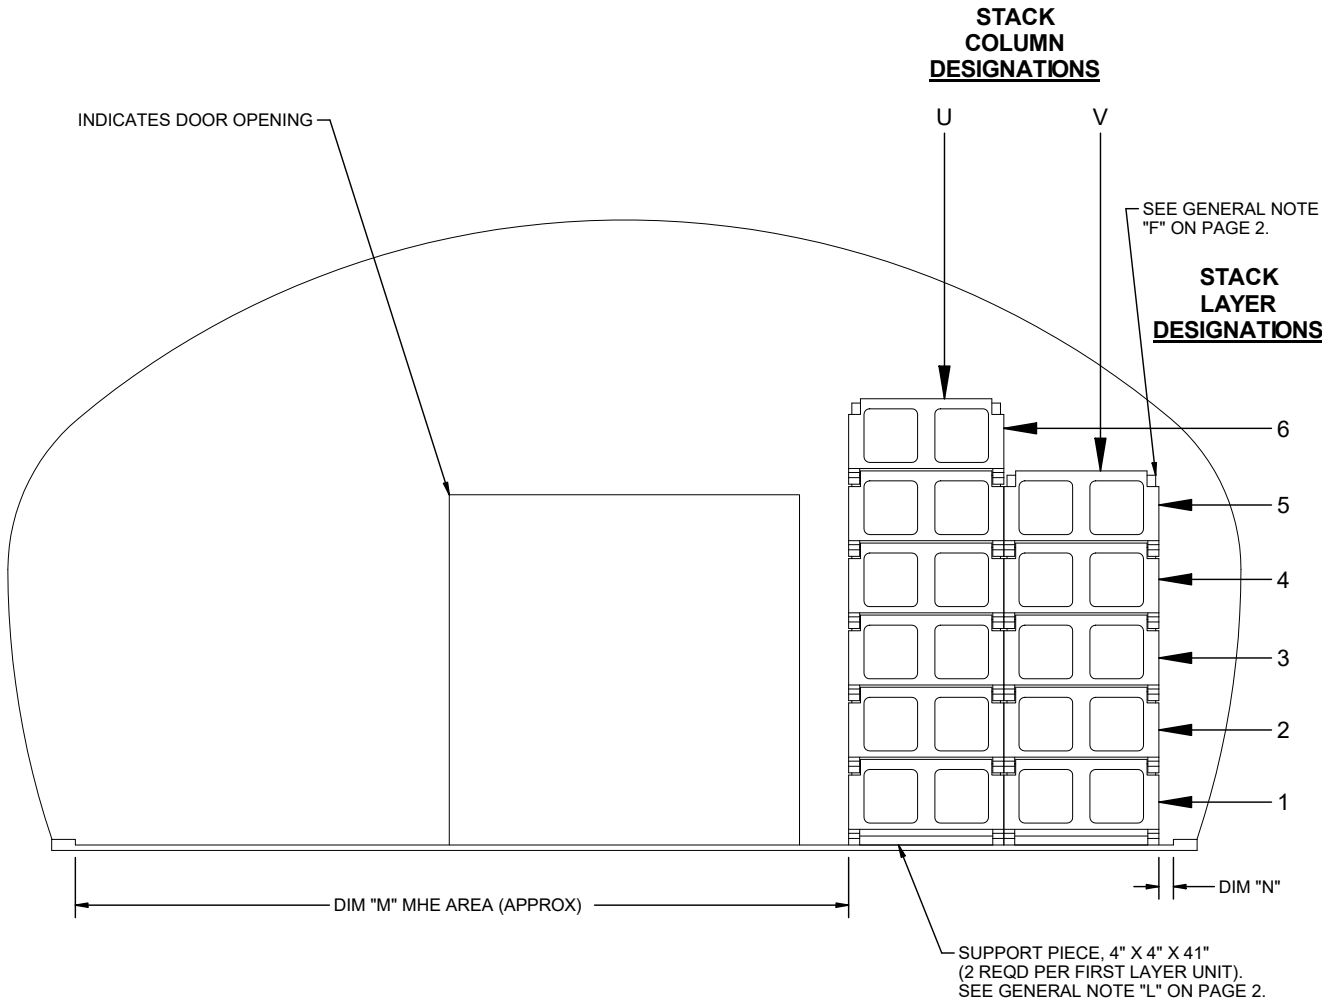 STACK
COLUMN
DESIGNATIONS
U
V
INDICATES DOOR OPENING
SEE GENERAL NOTE
"F" ON PAGE 2.
STACK
LAYER
DESIGNATIONS
6
5
4
3
2
1
DIM "N"
DIM "M" MHE AREA (APPROX)
SUPPORT PIECE, 4" X 4" X 41"
(2 REQD PER FIRST LAYER UNIT).
SEE GENERAL NOTE "L" ON PAGE 2.